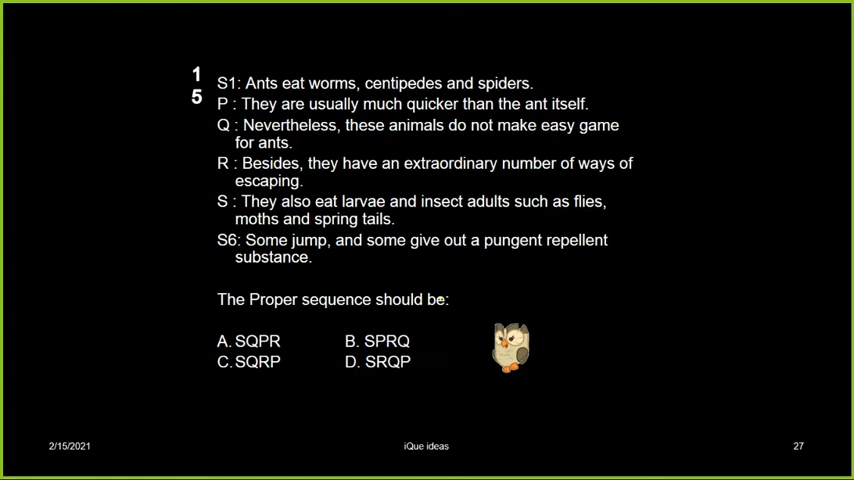 1
5
S1: Ants eat worms, centipedes and spiders.
P : They are usually much quicker than the ant itself.
Q : Nevertheless, these animals do not make easy game
for ants.
R : Besides, they have an extraordinary number of ways of
escaping.
S : They also eat larvae and insect adults such as flies,
moths and spring tails.
S6: Some jump, and some give out a pungent repellent
substance.
The Proper sequence should be:
A. SQPR B. SPRQ
C. SQRP D. SRQP
2/15/2021 iQue ideas 27